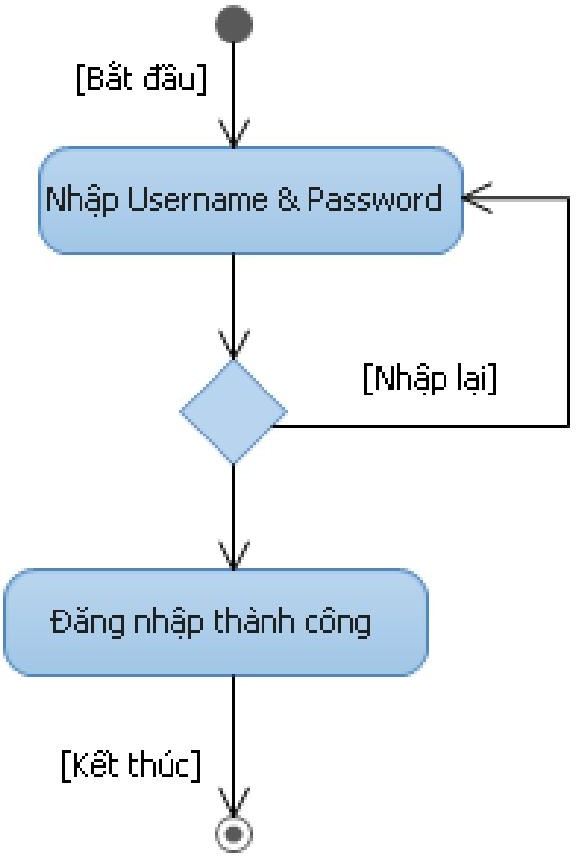 [Bắt đầu]
Nhập Username & Password
[Nhập lại]
Đăng nhập thành công
[Kết thúc]